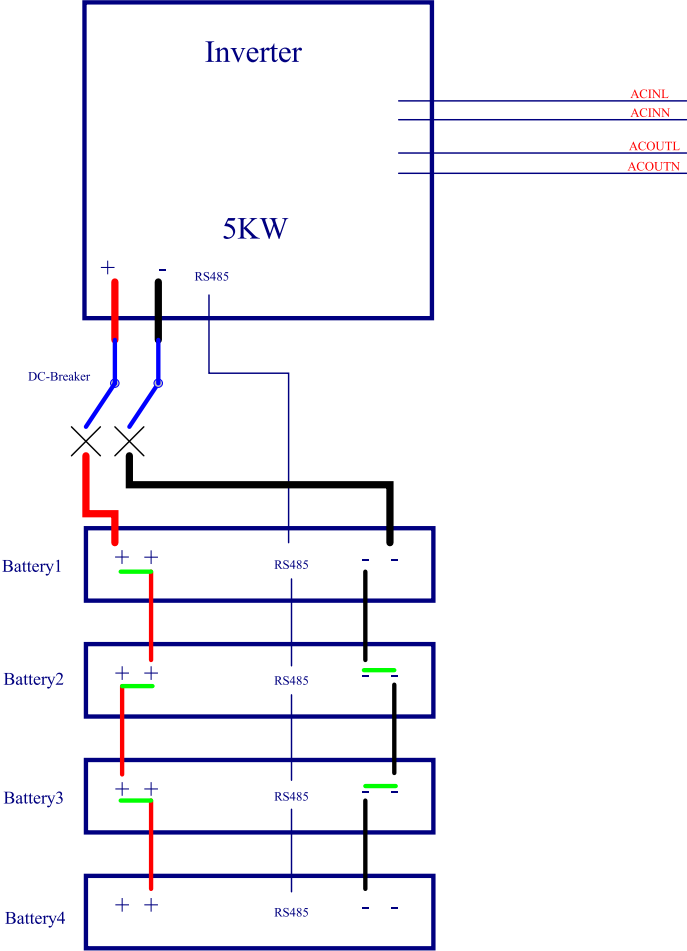 Inverter
ACINL
ACINN
ACOUTL
ACOUTN
5KW
+ -
RS485
DC-Breaker
Battery1
+ + RS485 - -
Battery2
+ + RS485 - -
Battery3
+ + RS485 - -
Battery4
+ + RS485 - -